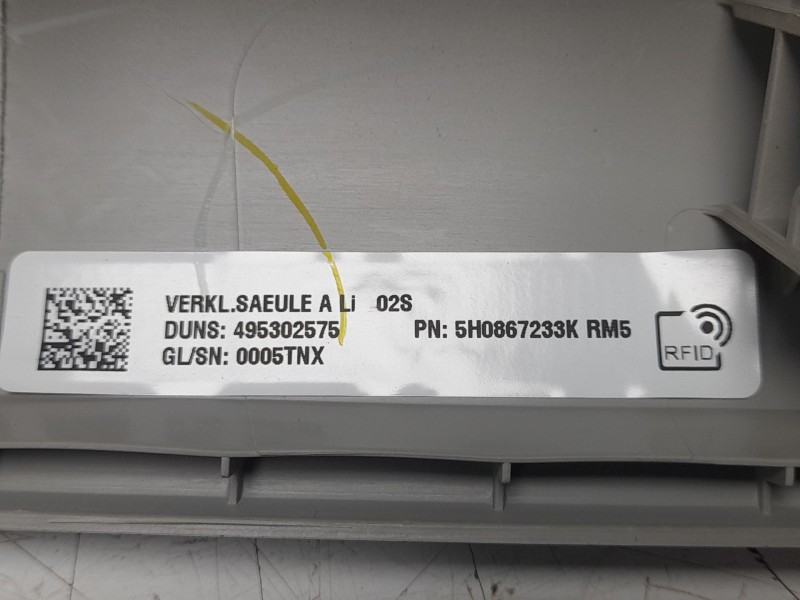 VERKL.SAEULE A Li 02S
DUNS: 495302575 PN: 5H0867233K RM5
GL/SN: 0005TNX
RFID